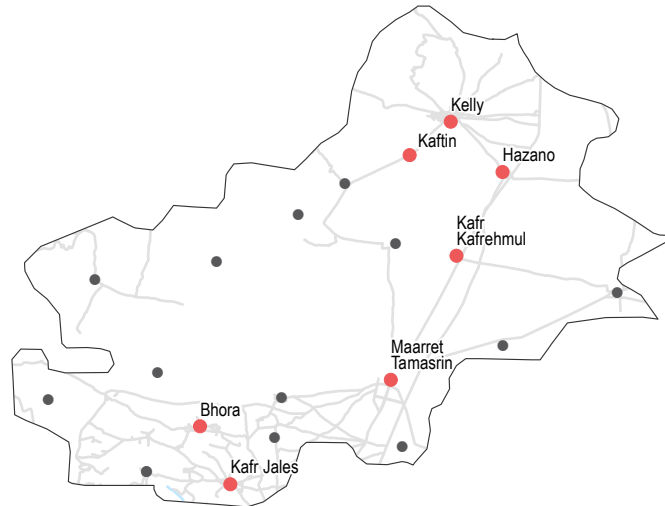 Kelly
Kaftin
Hazano
Kafr
Kafrehmul
Maarret
Tamasrin
Bhora
Kafr Jales